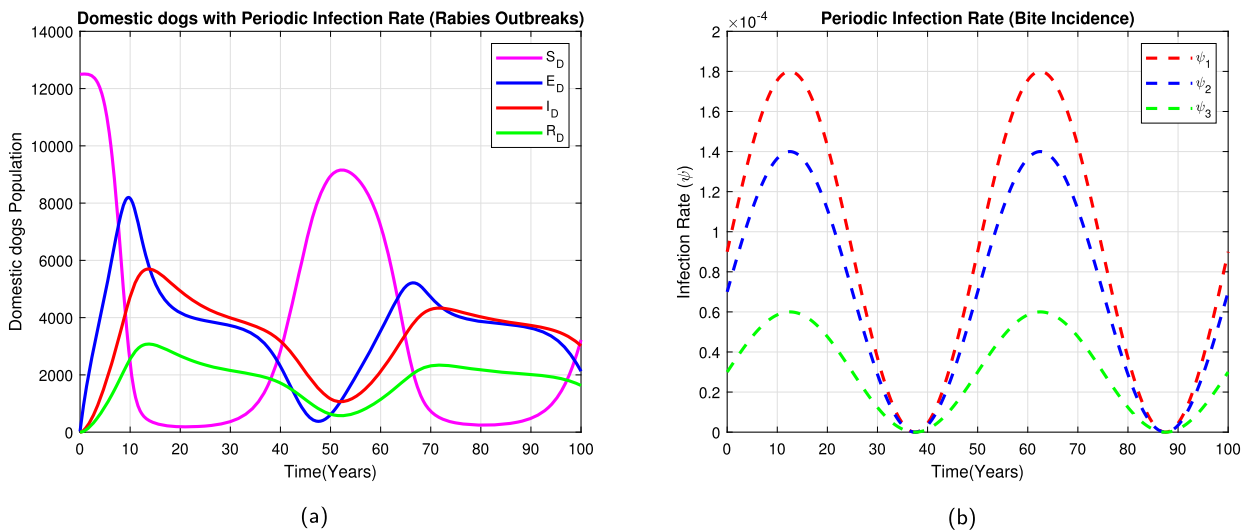 Domestic dogs with Periodic Infection Rate (Rabies Outbreaks)
14000
12000
10000
8000
6000
4000
2000
0
Domestic dogs Population
S_D
E_D
I_D
R_D
0 10 20 30 40 50 60 70 80 90 100
Time(Years)
(a)
Periodic Infection Rate (Bite Incidence)
×10^-4
2
1.8
1.6
1.4
1.2
1
0.8
0.6
0.4
0.2
0
Infection Rate (ψ)
ψ_1
ψ_2
ψ_3
0 10 20 30 40 50 60 70 80 90 100
Time(Years)
(b)